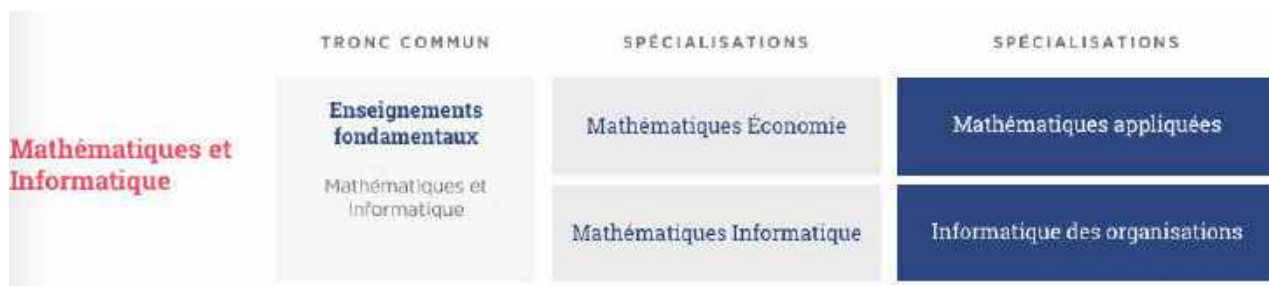 TRONC COMMUN
SPÉCIALISATIONS
SPÉCIALISATIONS
Mathématiques et
Informatique
Enseignements
fondamentaux
Mathématiques et
Informatique
Mathématiques Économie
Mathématiques Informatique
Mathématiques appliquées
Informatique des organisations